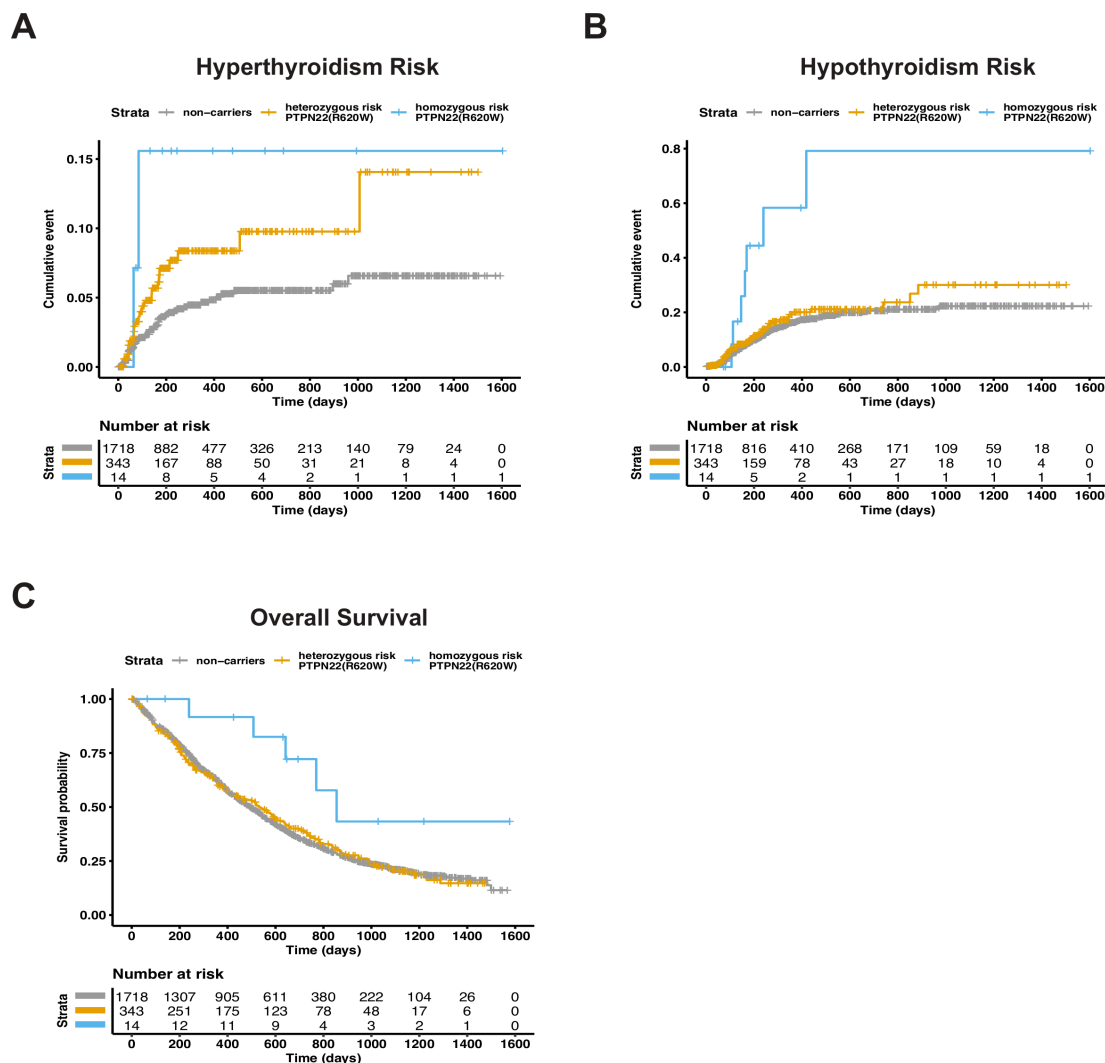 A
Hyperthyroidism Risk
Strata non−carriers heterozygous risk PTPN22(R620W) homozygous risk PTPN22(R620W)
Cumulative event
0.15
0.10
0.05
0.00
0 200 400 600 800 1000 1200 1400 1600
Time (days)
Number at risk
Strata
1718 882 477 326 213 140 79 24 0
343 167 88 50 31 21 8 4 0
14 8 5 4 2 1 1 1 1
0 200 400 600 800 1000 1200 1400 1600
Time (days)
B
Hypothyroidism Risk
Strata non−carriers heterozygous risk PTPN22(R620W) homozygous risk PTPN22(R620W)
Cumulative event
0.8
0.6
0.4
0.2
0.0
0 200 400 600 800 1000 1200 1400 1600
Time (days)
Number at risk
Strata
1718 816 410 268 171 109 59 18 0
343 159 78 43 27 18 10 4 0
14 5 2 1 1 1 1 1 1
0 200 400 600 800 1000 1200 1400 1600
Time (days)
C
Overall Survival
Strata non−carriers heterozygous risk PTPN22(R620W) homozygous risk PTPN22(R620W)
Survival probability
1.00
0.75
0.50
0.25
0.00
0 200 400 600 800 1000 1200 1400 1600
Time (days)
Number at risk
Strata
1718 1307 905 611 380 222 104 26 0
343 251 175 123 78 48 17 6 0
14 12 11 9 4 3 2 1 0
0 200 400 600 800 1000 1200 1400 1600
Time (days)